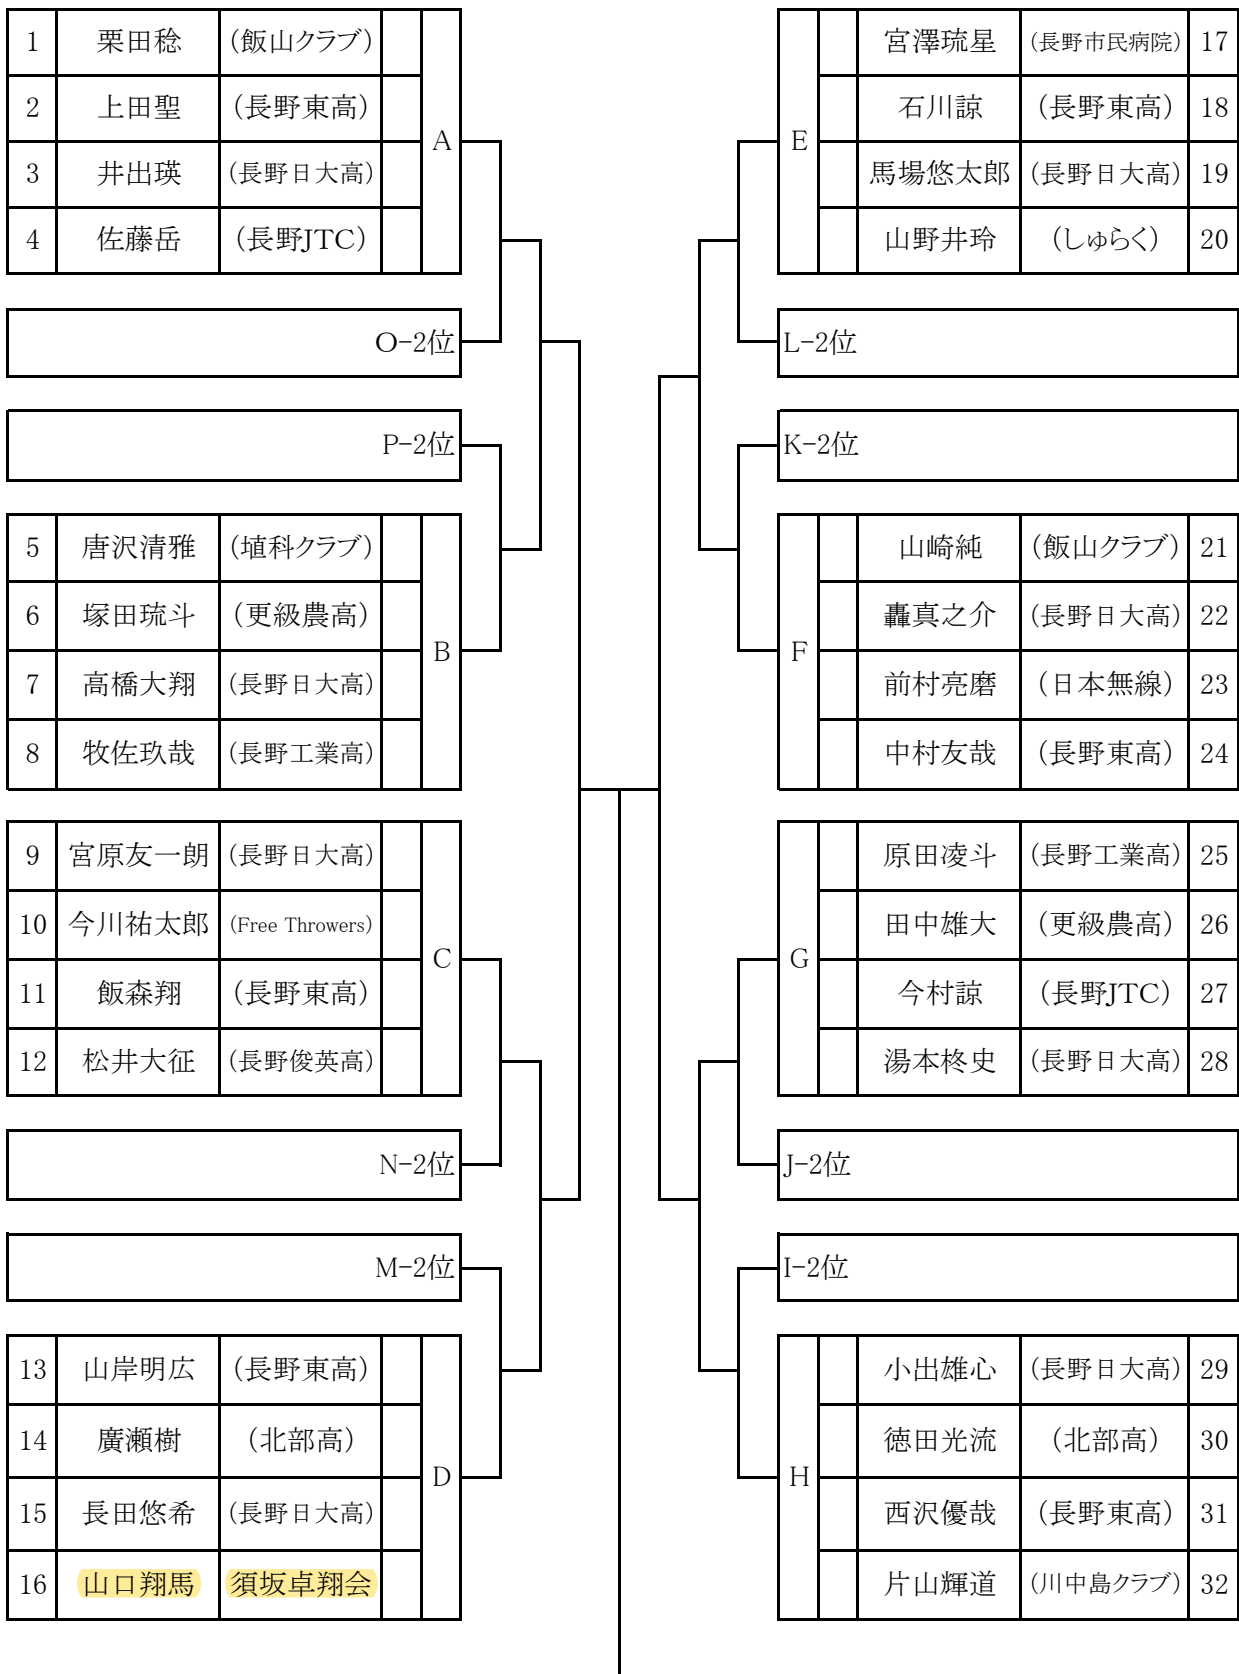 1 栗田稔 (飯山クラブ)
2 上田聖 (長野東高)
3 井出瑛 (長野日大高)
4 佐藤岳 (長野JTC)
A
O-2位
P-2位
5 唐沢清雅 (埴科クラブ)
6 塚田琉斗 (更級農高)
7 高橋大翔 (長野日大高)
8 牧佐玖哉 (長野工業高)
B
9 宮原友一朗 (長野日大高)
10 今川祐太郎 (Free Throwers)
11 飯森翔 (長野東高)
12 松井大征 (長野俊英高)
C
N-2位
M-2位
13 山岸明広 (長野東高)
14 廣瀬樹 (北部高)
15 長田悠希 (長野日大高)
16 山口翔馬 須坂卓翔会
D
宮澤琉星 (長野市民病院) 17
石川諒 (長野東高) 18
馬場悠太郎 (長野日大高) 19
山野井玲 (しゅらく) 20
E
L-2位
K-2位
山崎純 (飯山クラブ) 21
轟真之介 (長野日大高) 22
前村亮磨 (日本無線) 23
中村友哉 (長野東高) 24
F
原田凌斗 (長野工業高) 25
田中雄大 (更級農高) 26
今村諒 (長野JTC) 27
湯本柊史 (長野日大高) 28
G
J-2位
I-2位
小出雄心 (長野日大高) 29
徳田光流 (北部高) 30
西沢優哉 (長野東高) 31
片山輝道 (川中島クラブ) 32
H